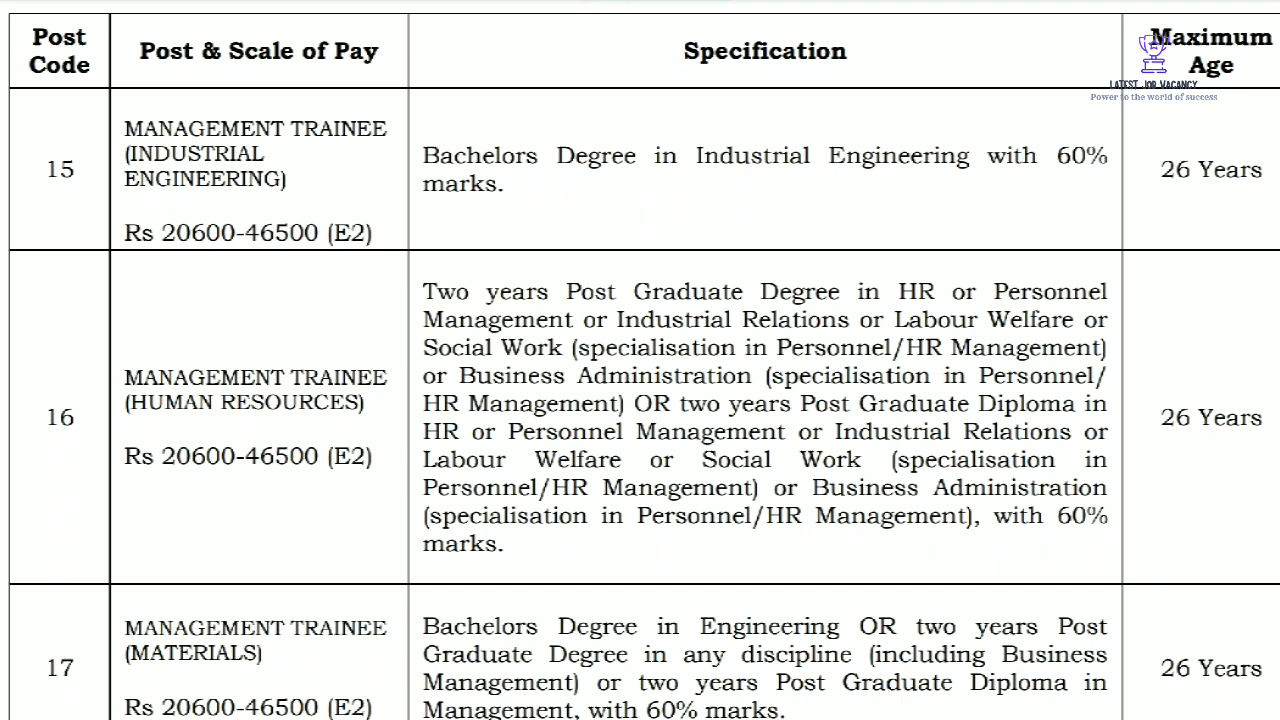 Post
Code
Post & Scale of Pay
Specification
Maximum
Age
LATEST JOB VACANCY
Power to the world of success
15
MANAGEMENT TRAINEE
(INDUSTRIAL
ENGINEERING)
Rs 20600-46500 (E2)
Bachelors Degree in Industrial Engineering with 60%
marks.
26 Years
16
MANAGEMENT TRAINEE
(HUMAN RESOURCES)
Rs 20600-46500 (E2)
Two years Post Graduate Degree in HR or Personnel
Management or Industrial Relations or Labour Welfare or
Social Work (specialisation in Personnel/HR Management)
or Business Administration (specialisation in Personnel/
HR Management) OR two years Post Graduate Diploma in
HR or Personnel Management or Industrial Relations or
Labour Welfare or Social Work (specialisation in
Personnel/HR Management) or Business Administration
(specialisation in Personnel/HR Management), with 60%
marks.
26 Years
17
MANAGEMENT TRAINEE
(MATERIALS)
Rs 20600-46500 (E2)
Bachelors Degree in Engineering OR two years Post
Graduate Degree in any discipline (including Business
Management) or two years Post Graduate Diploma in
Management, with 60% marks.
26 Years